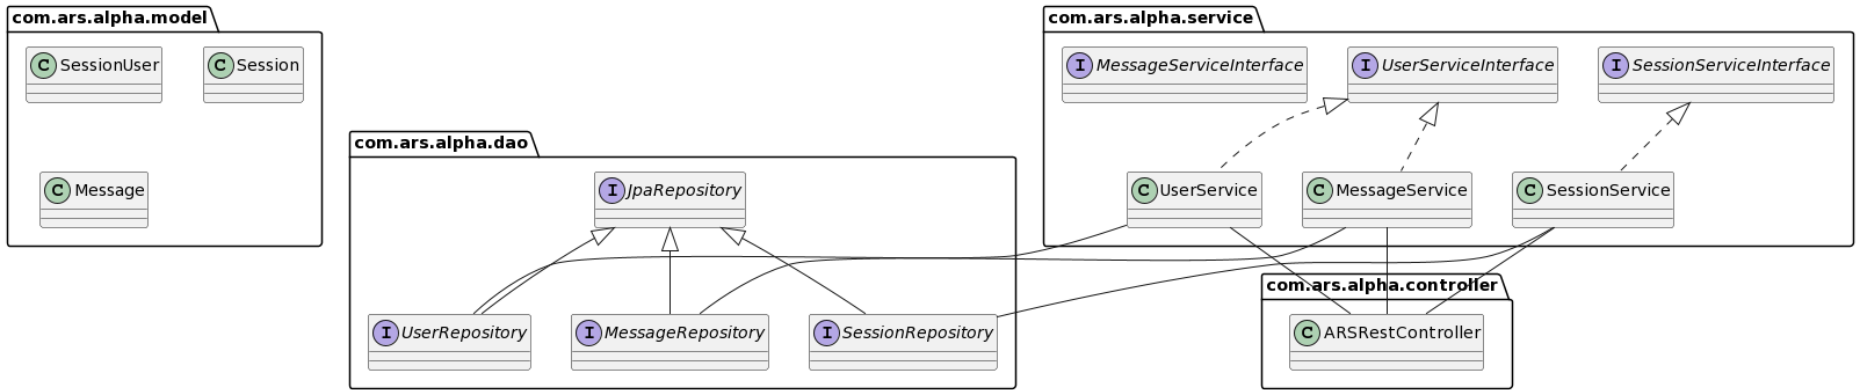 com.ars.alpha.model
C SessionUser
C Session
C Message
com.ars.alpha.dao
I JpaRepository
I UserRepository
I MessageRepository
I SessionRepository
com.ars.alpha.service
I MessageServiceInterface
I UserServiceInterface
I SessionServiceInterface
C UserService
C MessageService
C SessionService
com.ars.alpha.controller
C ARSRestController